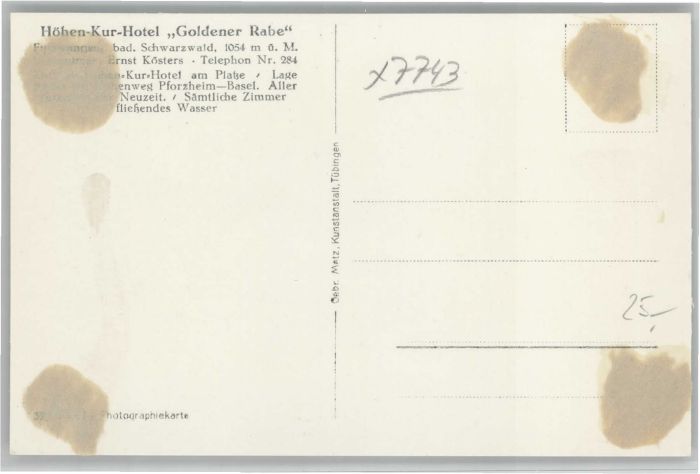 Höhen-Kur-Hotel „Goldener Rabe“
bad. Schwarzwald, 1054 m ü. M.
Ernst Kösters · Telephon Nr. 284
-Kur-Hotel am Platze / Lage
Pforzheim—Basel. Aller
Neuzeit. / Sämtliche Zimmer
fließendes Wasser
x7743
Gebr. Metz, Kunstanstalt, Tübingen
25,-
Photographiekarte